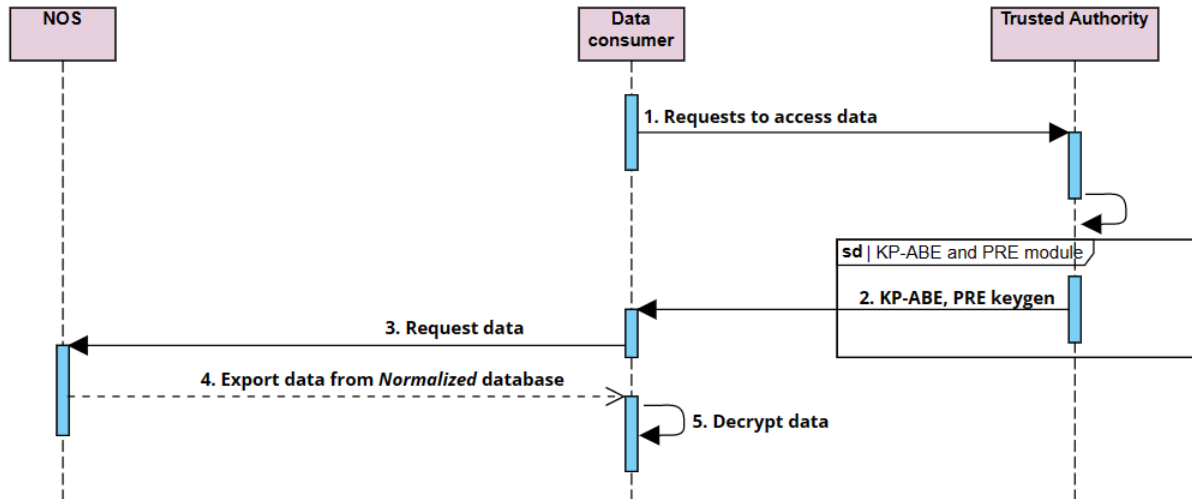 NOS
Data
consumer
Trusted Authority
1. Requests to access data
sd | KP-ABE and PRE module
2. KP-ABE, PRE keygen
3. Request data
4. Export data from Normalized database
5. Decrypt data